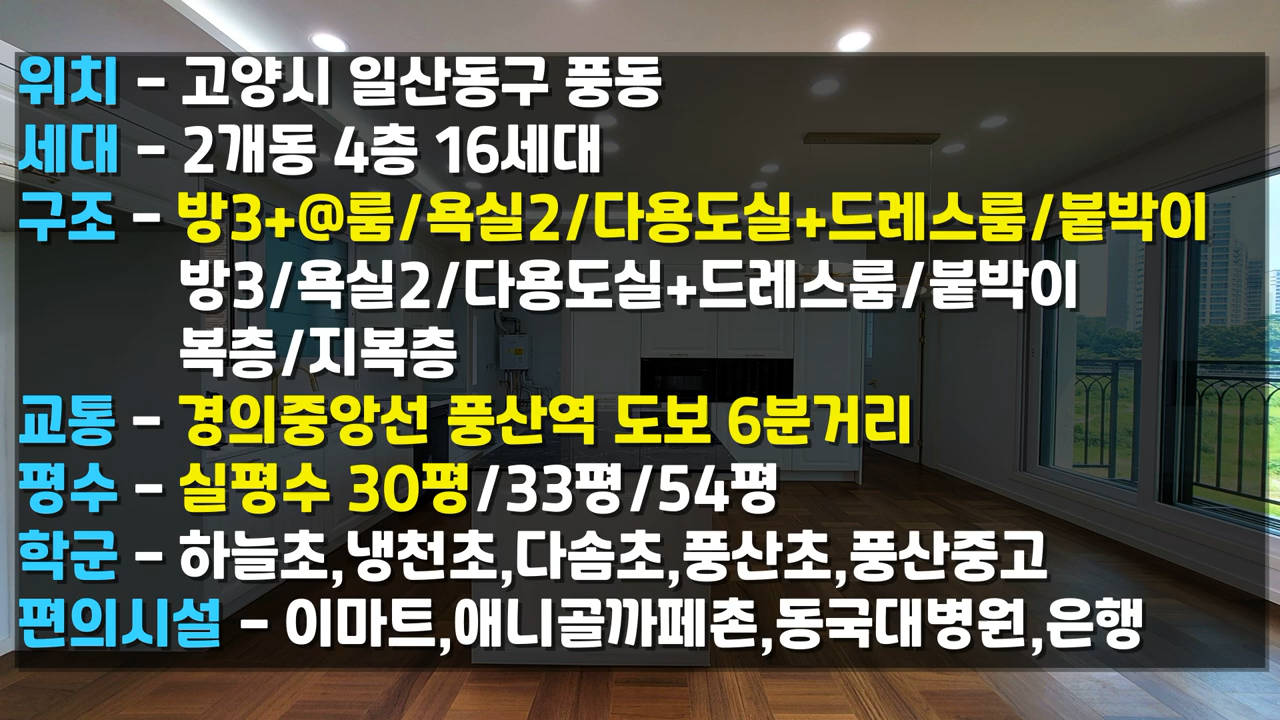 위치 - 고양시 일산동구 풍동
세대 - 2개동 4층 16세대
구조 - 방3+@룸/욕실2/다용도실+드레스룸/붙박이
방3/욕실2/다용도실+드레스룸/붙박이
복층/지복층
교통 - 경의중앙선 풍산역 도보 6분거리
평수 - 실평수 30평/33평/54평
학군 - 하늘초,냉천초,다솜초,풍산초,풍산중고
편의시설 - 이마트,애니골까페촌,동국대병원,은행